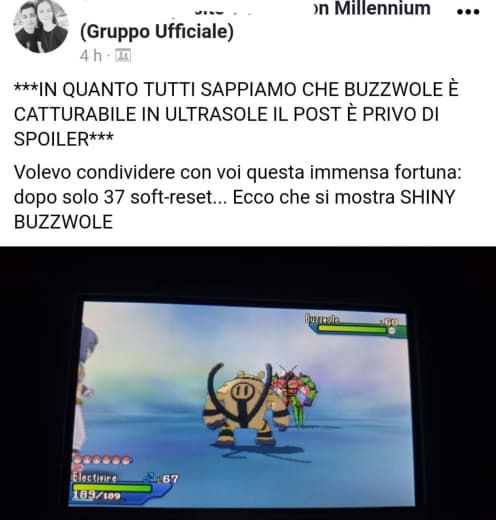 on Millennium
(Gruppo Ufficiale)
4 h ·
***IN QUANTO TUTTI SAPPIAMO CHE BUZZWOLE È
CATTURABILE IN ULTRASOLE IL POST È PRIVO DI
SPOILER***
Volevo condividere con voi questa immensa fortuna:
dopo solo 37 soft-reset... Ecco che si mostra SHINY
BUZZWOLE
Buzzwole
60
Electivire ♂ 67
189/189